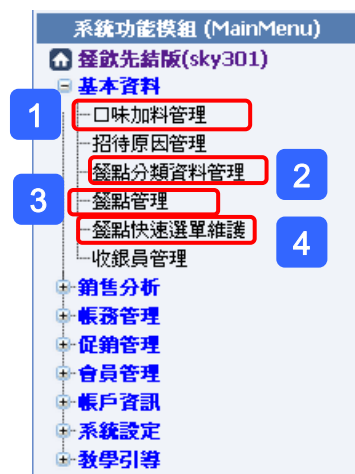 系統功能模組 (MainMenu)
餐飲先結版(sky301)
基本資料
1
口味加料管理
招待原因管理
餐點分類資料管理
2
3
餐點管理
餐點快速選單維護
4
收銀員管理
銷售分析
帳務管理
促銷管理
會員管理
帳戶資訊
系統設定
教學引導